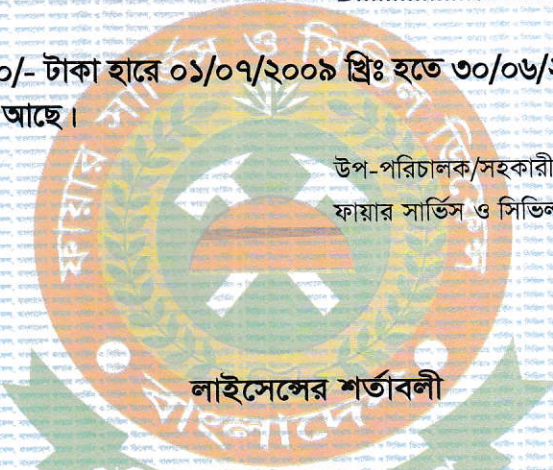 ০/- টাকা হারে ০১/০৭/২০০৯ খ্রিঃ হতে ৩০/০৬/
আছে।
উপ-পরিচালক/সহকারী
ফায়ার সার্ভিস ও সিভিল
ফায়ার সার্ভিস ও সিভিল ডিফেন্স
লাইসেন্সের শর্তাবলী
বাংলাদেশ